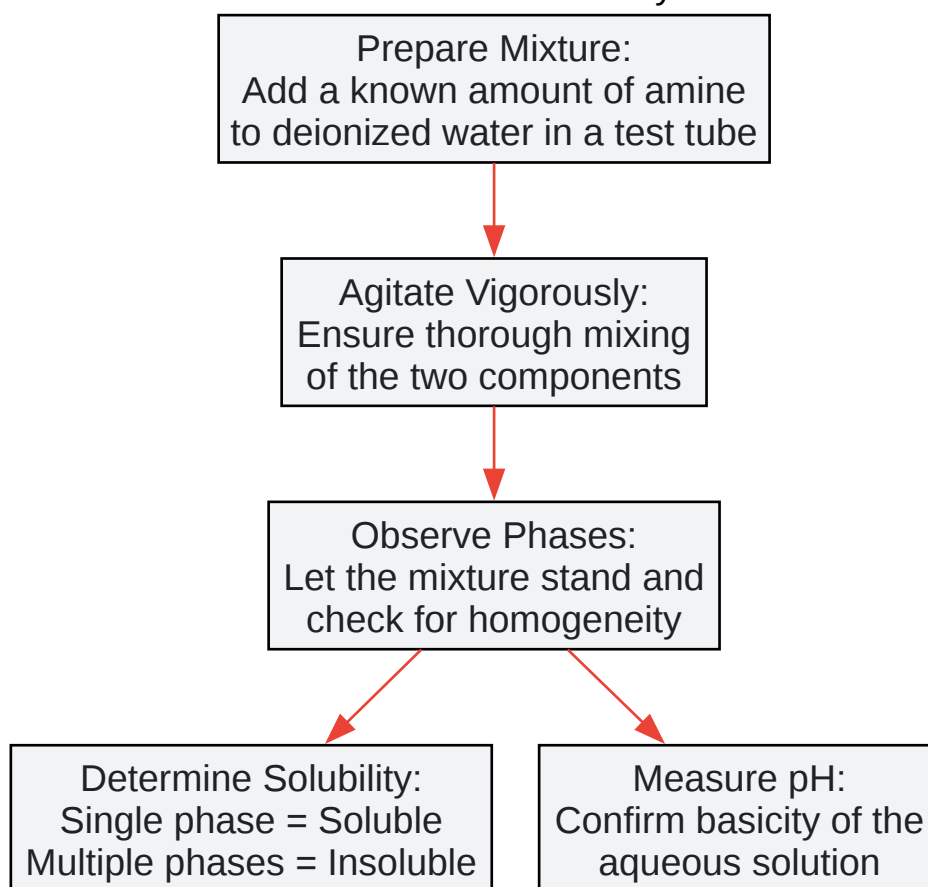 Prepare Mixture:
Add a known amount of amine
to deionized water in a test tube
Agitate Vigorously:
Ensure thorough mixing
of the two components
Observe Phases:
Let the mixture stand and
check for homogeneity
Determine Solubility:
Single phase = Soluble
Multiple phases = Insoluble
Measure pH:
Confirm basicity of the
aqueous solution